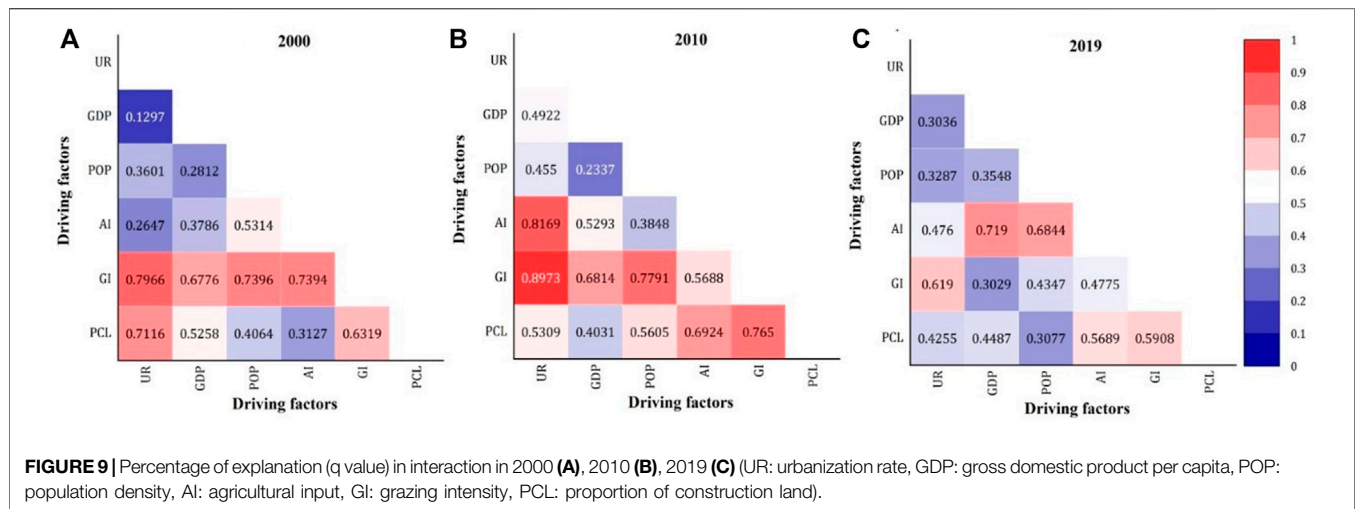 A
2000
Driving factors
UR
GDP
0.1297
POP
0.3601 0.2812
AI
0.2647 0.3786 0.5314
GI
0.7966 0.6776 0.7396 0.7394
PCL
0.7116 0.5258 0.4064 0.3127 0.6319
UR GDP POP AI GI PCL
Driving factors
B
2010
Driving factors
UR
GDP
0.4922
POP
0.455 0.2337
AI
0.8169 0.5293 0.3848
GI
0.8973 0.6814 0.7791 0.5688
PCL
0.5309 0.4031 0.5605 0.6924 0.765
UR GDP POP AI GI PCL
Driving factors
C
2019
Driving factors
UR
GDP
0.3036
POP
0.3287 0.3548
AI
0.476 0.719 0.6844
GI
0.619 0.3029 0.4347 0.4775
PCL
0.4255 0.4487 0.3077 0.5689 0.5908
UR GDP POP AI GI PCL
Driving factors
1
0.9
0.8
0.7
0.6
0.5
0.4
0.3
0.2
0.1
0
FIGURE 9 | Percentage of explanation (q value) in interaction in 2000 (A), 2010 (B), 2019 (C) (UR: urbanization rate, GDP: gross domestic product per capita, POP:
population density, AI: agricultural input, GI: grazing intensity, PCL: proportion of construction land).